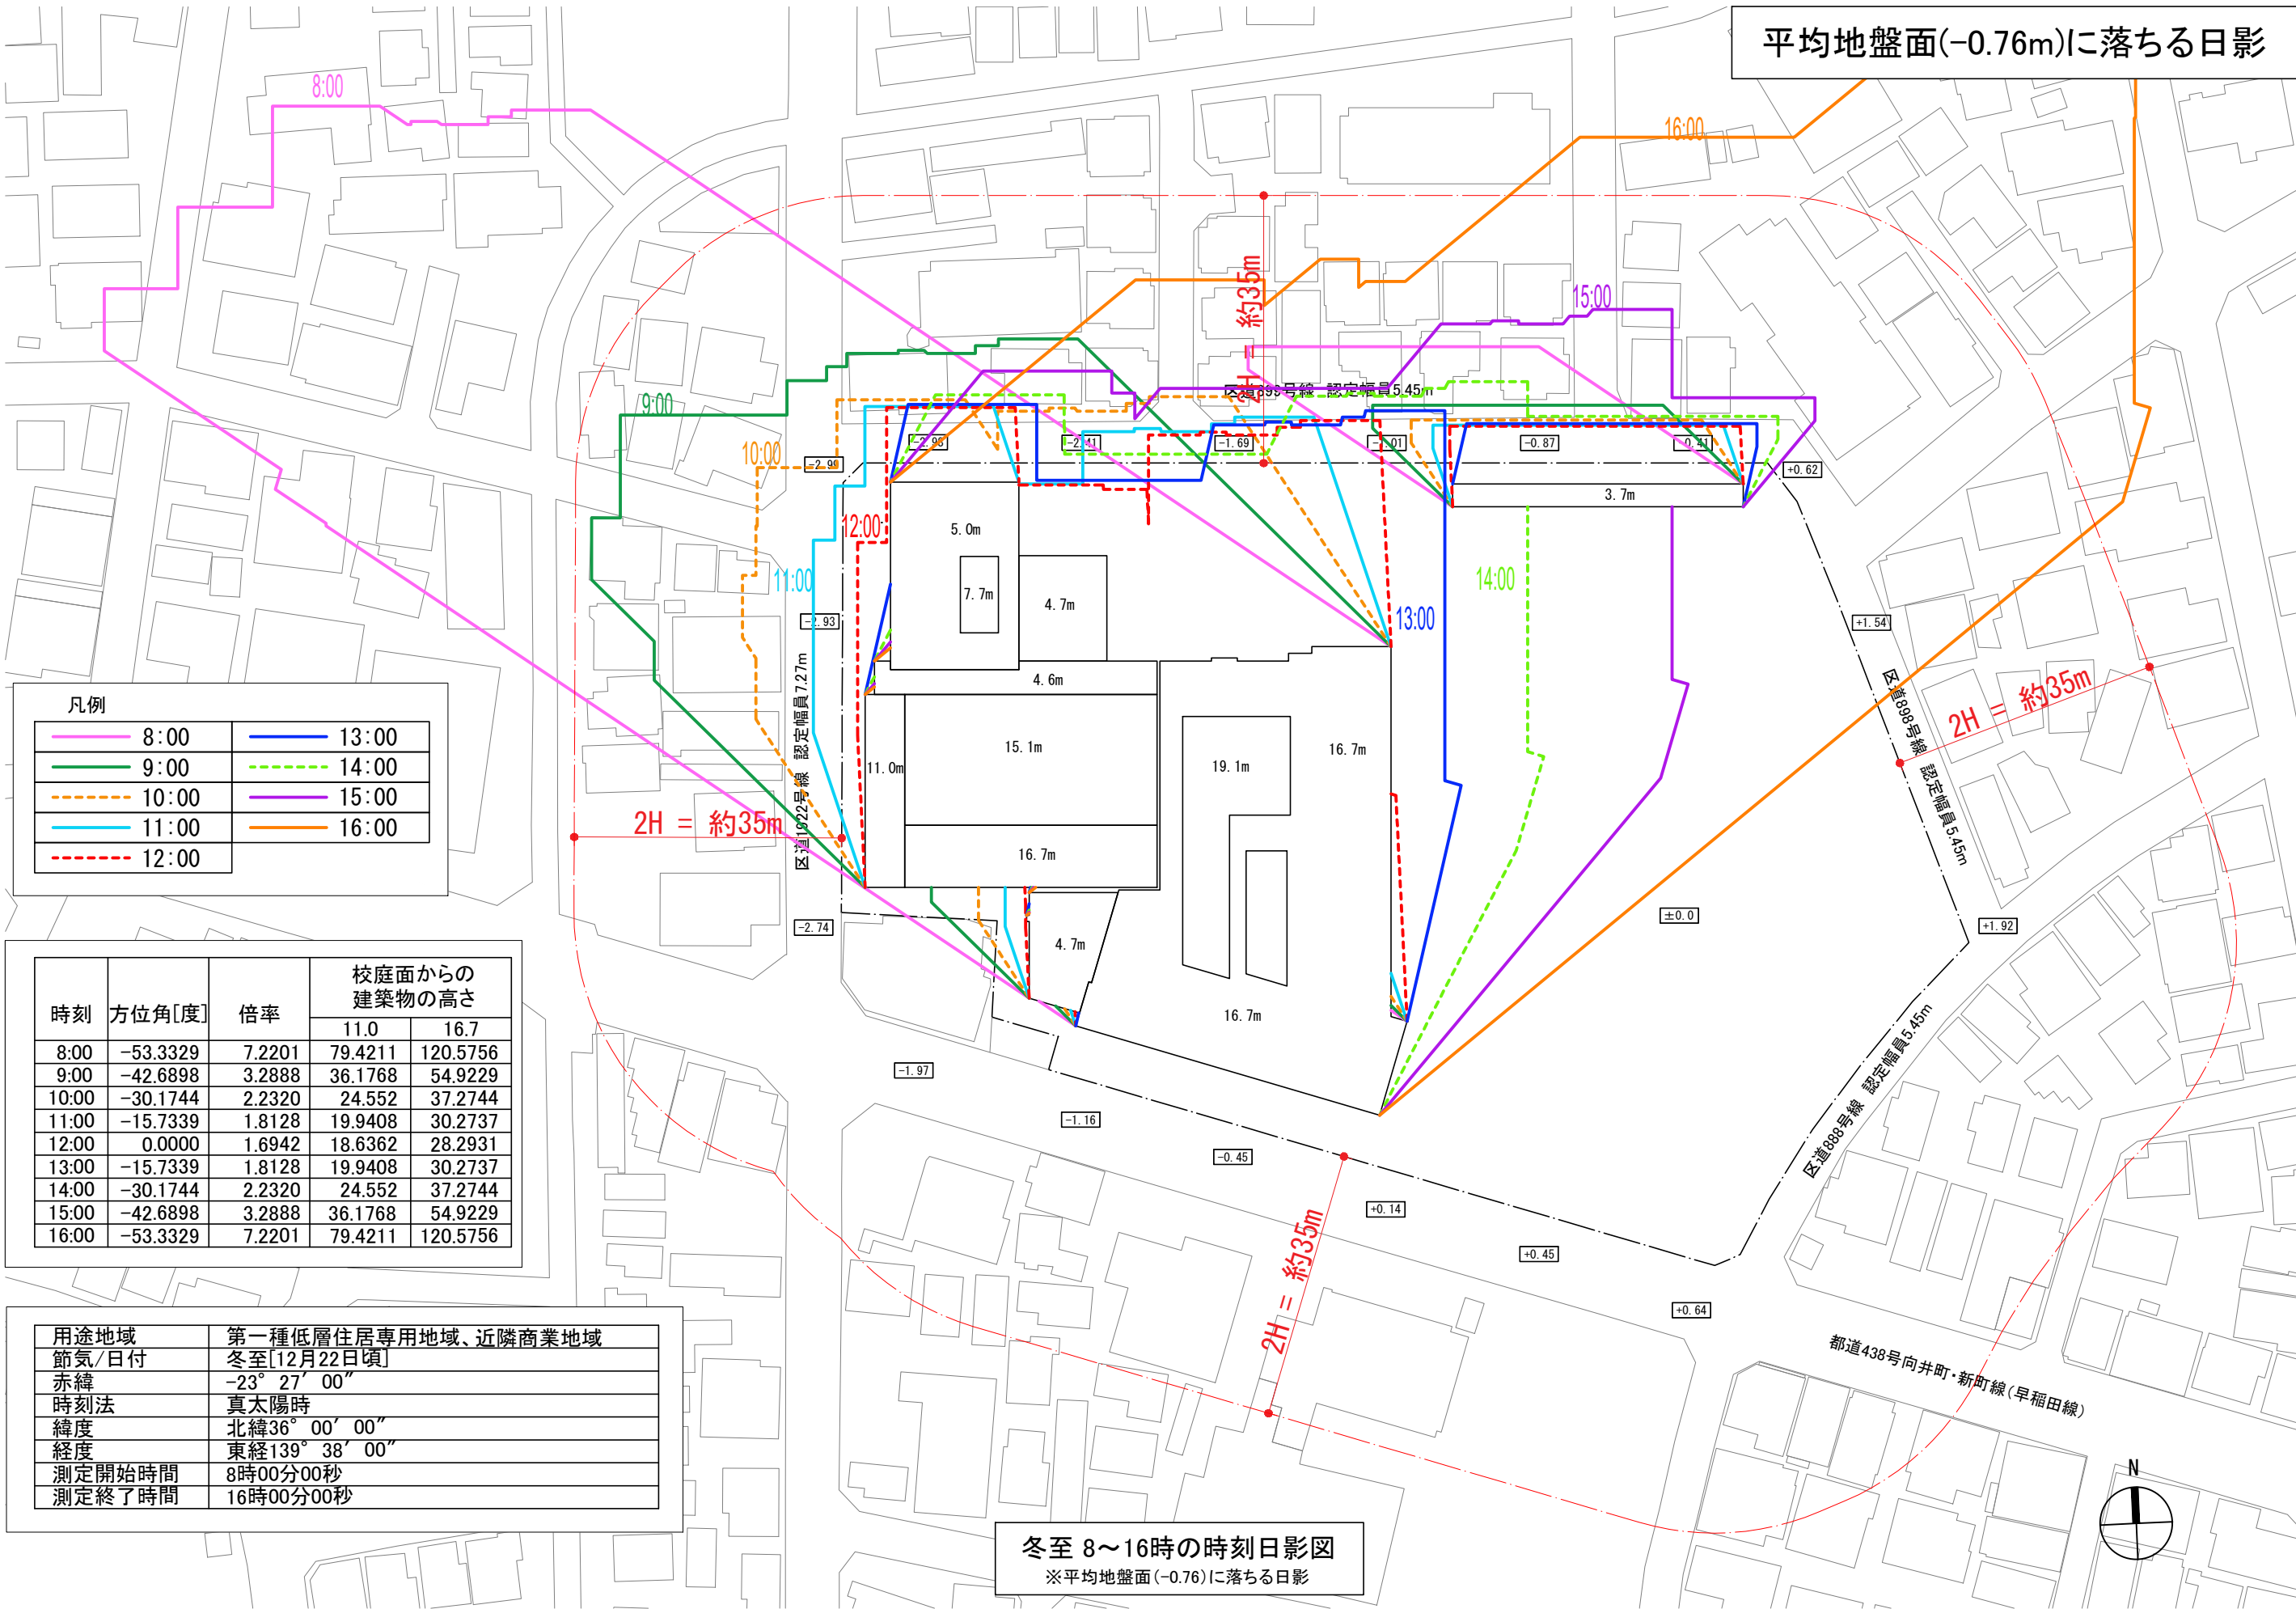 平均地盤面(-0.76m)に落ちる日影
8:00
16:00
15:00
2H = 約35m
区道899号線 認定幅員5.45m
9:00
10:00
-2.98
-2.41
-1.69
-1.01
-0.87
-0.41
+0.62
-2.99
3.7m
12:00
5.0m
11:00
7.7m
4.7m
14:00
13:00
-2.93
+1.54
4.6m
区道1922号線 認定幅員7.27m
区道898号線 認定幅員5.45m
2H = 約35m
凡例
8:00
13:00
9:00
14:00
10:00
15:00
11:00
16:00
12:00
15.1m
11.0m
19.1m
16.7m
2H = 約35m
16.7m
4.7m
±0.0
+1.92
-2.74
16.7m
-1.97
区道888号線 認定幅員5.45m
-1.16
-0.45
+0.14
+0.45
+0.64
2H = 約35m
都道438号向井町・新町線(早稲田線)
時刻 方位角[度] 倍率 校庭面からの
建築物の高さ
11.0 16.7
8:00 -53.3329 7.2201 79.4211 120.5756
9:00 -42.6898 3.2888 36.1768 54.9229
10:00 -30.1744 2.2320 24.552 37.2744
11:00 -15.7339 1.8128 19.9408 30.2737
12:00 0.0000 1.6942 18.6362 28.2931
13:00 -15.7339 1.8128 19.9408 30.2737
14:00 -30.1744 2.2320 24.552 37.2744
15:00 -42.6898 3.2888 36.1768 54.9229
16:00 -53.3329 7.2201 79.4211 120.5756
用途地域 第一種低層住居専用地域、近隣商業地域
節気/日付 冬至[12月22日頃]
赤緯 -23° 27′ 00″
時刻法 真太陽時
緯度 北緯36° 00′ 00″
経度 東経139° 38′ 00″
測定開始時間 8時00分00秒
測定終了時間 16時00分00秒
N
冬至 8～16時の時刻日影図
※平均地盤面(-0.76)に落ちる日影